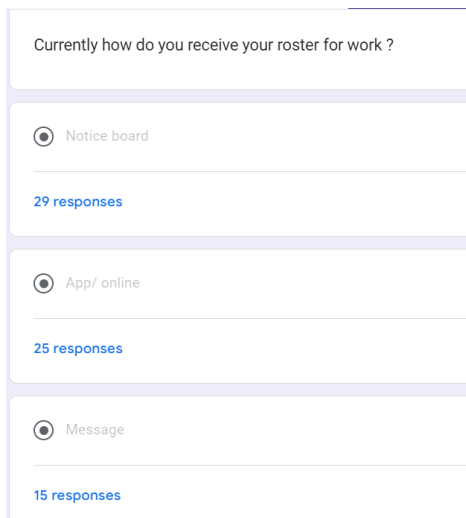 Currently how do you receive your roster for work ?
Notice board
29 responses
App/ online
25 responses
Message
15 responses